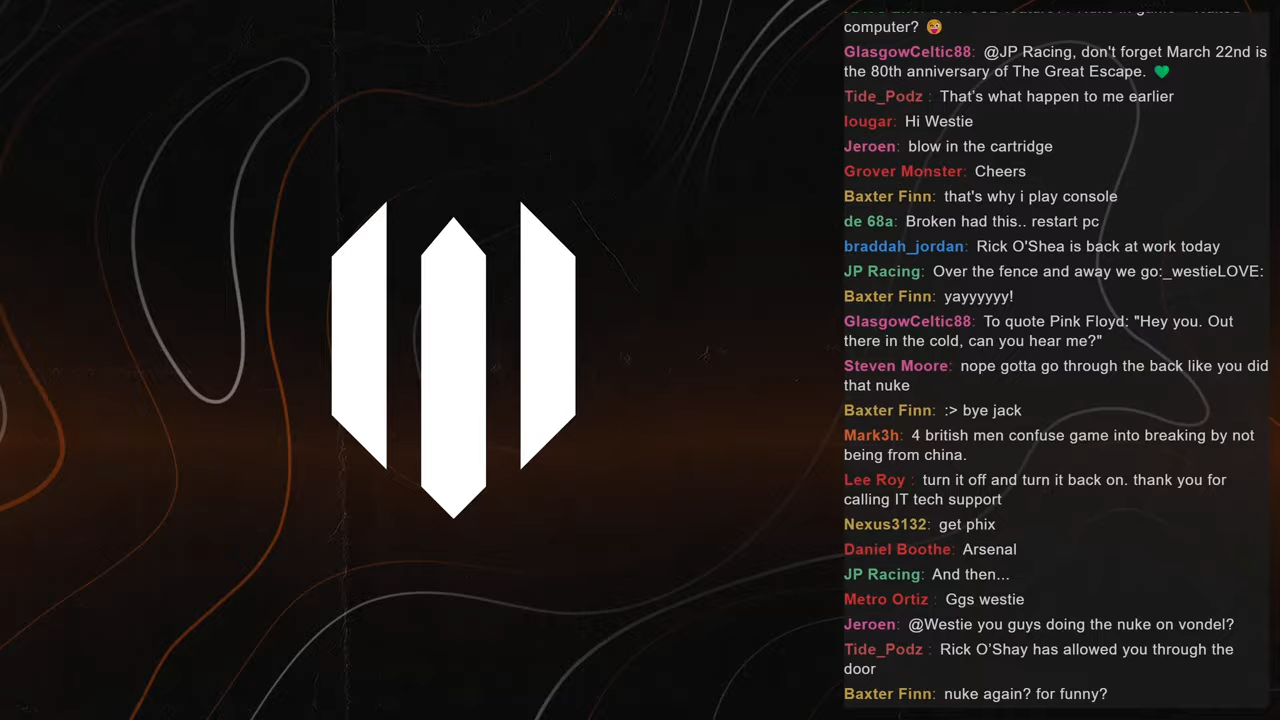 computer? 😜
GlasgowCeltic88: @JP Racing, don't forget March 22nd is
the 80th anniversary of The Great Escape. 💚
Tide_Podz : That's what happen to me earlier
lougar: Hi Westie
Jeroen: blow in the cartridge
Grover Monster: Cheers
Baxter Finn: that's why i play console
de 68a: Broken had this.. restart pc
braddah_jordan: Rick O'Shea is back at work today
JP Racing: Over the fence and away we go:_westieLOVE:
Baxter Finn: yayyyyyy!
GlasgowCeltic88: To quote Pink Floyd: "Hey you. Out
there in the cold, can you hear me?"
Steven Moore: nope gotta go through the back like you did
that nuke
Baxter Finn: :> bye jack
Mark3h: 4 british men confuse game into breaking by not
being from china.
Lee Roy : turn it off and turn it back on. thank you for
calling IT tech support
Nexus3132: get phix
Daniel Boothe: Arsenal
JP Racing: And then...
Metro Ortiz : Ggs westie
Jeroen: @Westie you guys doing the nuke on vondel?
Tide_Podz : Rick O'Shay has allowed you through the
door
Baxter Finn: nuke again? for funny?